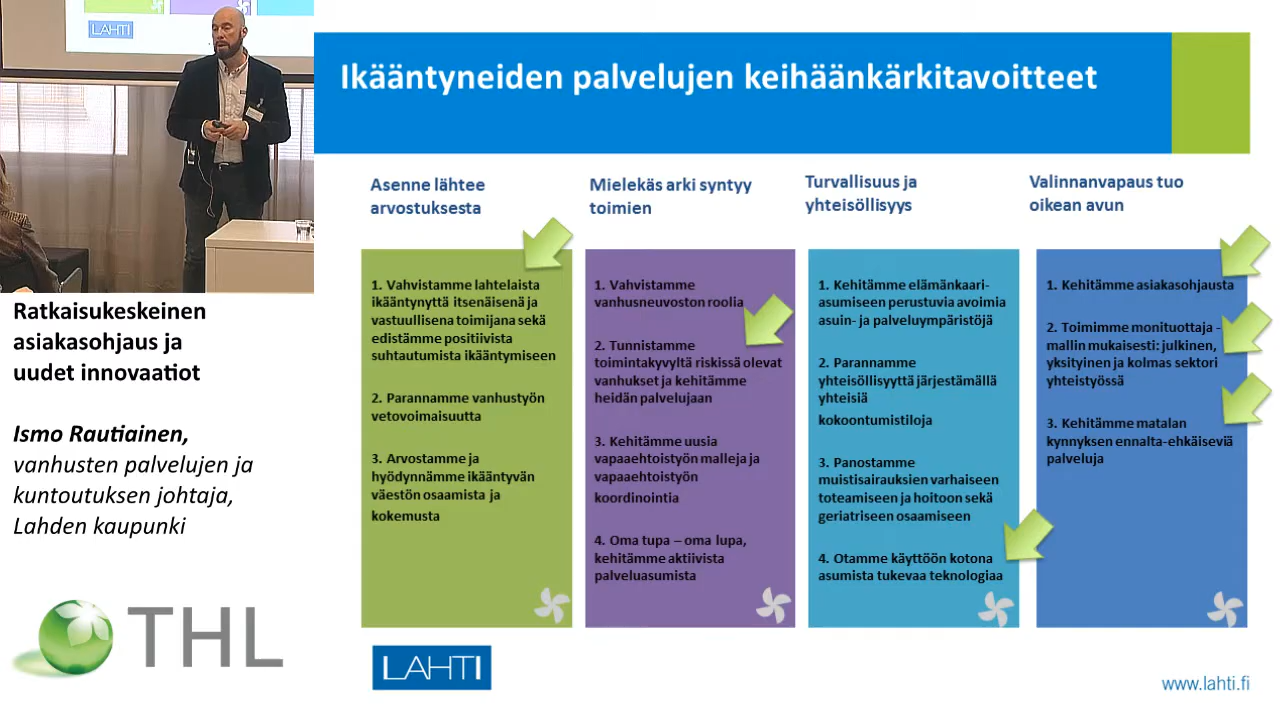 LAHTI
Ikääntyneiden palvelujen keihäänkärkitavoitteet
Asenne lähtee
arvostuksesta
1. Vahvistamme lahtelaista
ikääntynyttä itsenäisenä ja
vastuullisena toimijana sekä
edistämme positiivista
suhtautumista ikääntymiseen
2. Parannamme vanhustyön
vetovoimaisuutta
3. Arvostamme ja
hyödynnämme ikääntyvän
väestön osaamista ja
kokemusta
Mielekäs arki syntyy
toimien
1. Vahvistamme
vanhusneuvoston roolia
2. Tunnistamme
toimintakyvyltä riskissä olevat
vanhukset ja kehitämme
heidän palvelujaan
3. Kehitämme uusia
vapaaehtoistyön malleja ja
vapaaehtoistyön
koordinointia
4. Oma tupa – oma lupa,
kehitämme aktiivista
palveluasumista
Turvallisuus ja
yhteisöllisyys
1. Kehitämme elämänkaari-
asumiseen perustuvia avoimia
asuin- ja palveluympäristöjä
2. Parannamme
yhteisöllisyyttä järjestämällä
yhteisiä
kokoontumistiloja
3. Panostamme
muistisairauksien varhaiseen
toteamiseen ja hoitoon sekä
geriatriseen osaamiseen
4. Otamme käyttöön kotona
asumista tukevaa teknologiaa
Valinnanvapaus tuo
oikean avun
1. Kehitämme asiakasohjausta
2. Toimimme monituottaja -
mallin mukaisesti: julkinen,
yksityinen ja kolmas sektori
yhteistyössä
3. Kehitämme matalan
kynnyksen ennalta-ehkäiseviä
palveluja
Ratkaisukeskeinen
asiakasohjaus ja
uudet innovaatiot
Ismo Rautiainen,
vanhusten palvelujen ja
kuntoutuksen johtaja,
Lahden kaupunki
THL
LAHTI
www.lahti.fi